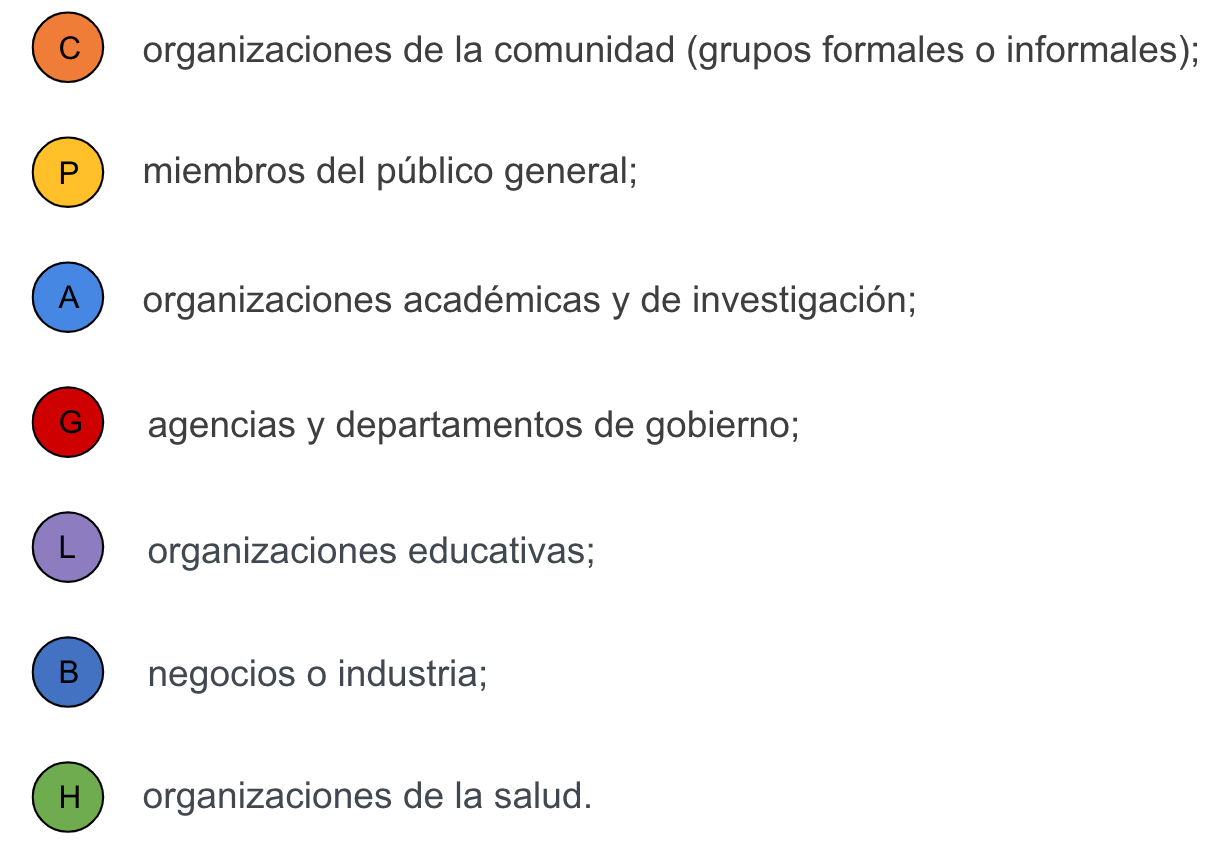 C organizaciones de la comunidad (grupos formales o informales);
P miembros del público general;
A organizaciones académicas y de investigación;
G agencias y departamentos de gobierno;
L organizaciones educativas;
B negocios o industria;
H organizaciones de la salud.